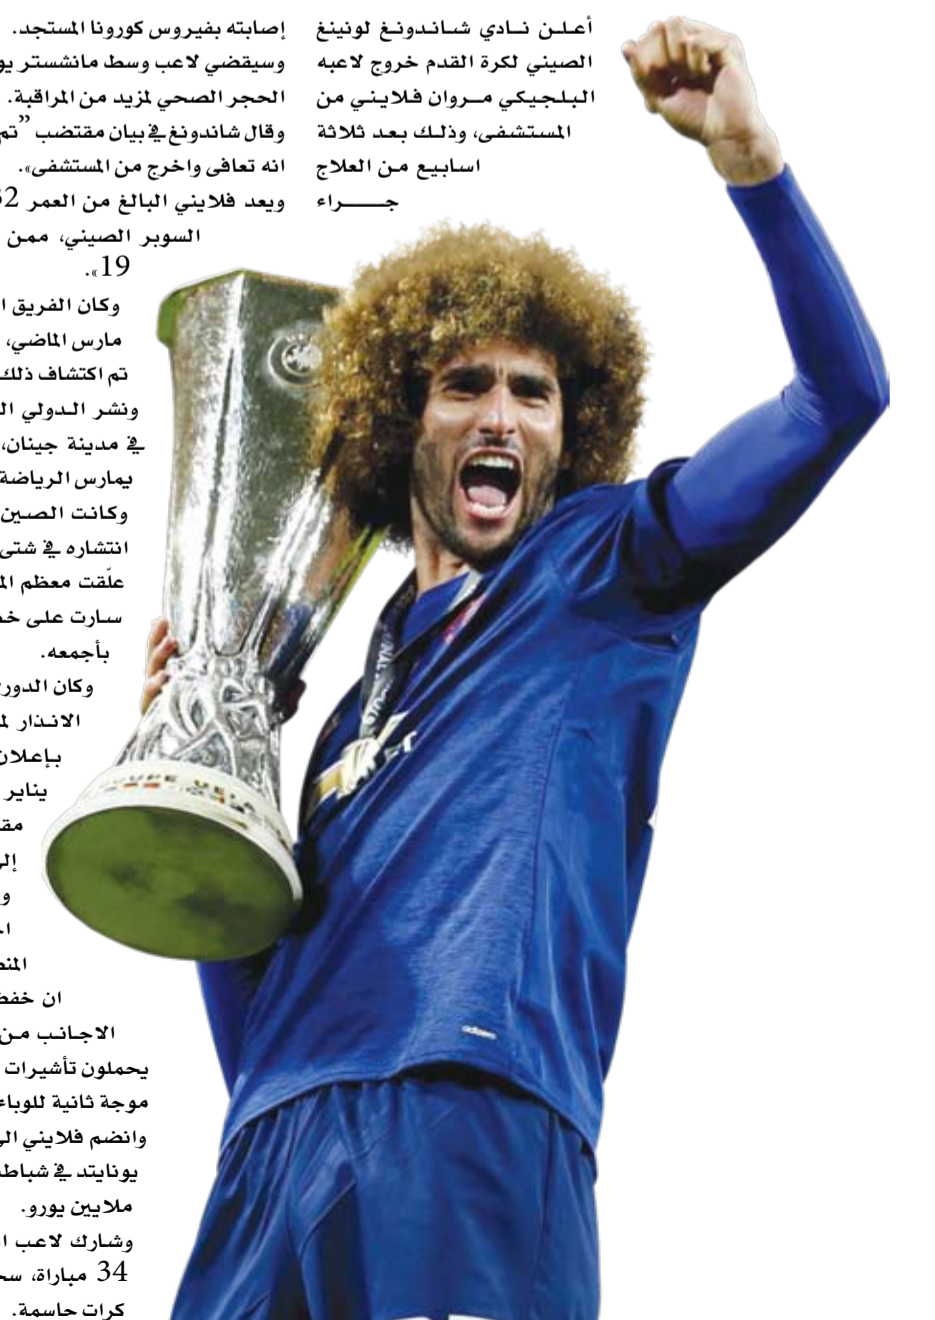 أعلن نادي شاندونغ لونينغ
الصيني لكرة القدم خروج لاعبه
البلجيكي مروان فلايني من
المستشفى، وذلك بعد ثلاثة
اسابيع من العلاج
جراء
إصابته بفيروس كورونا المستجد.
وسيقضي لاعب وسط مانشستر
الحجر الصحي لمزيد من المراقبة.
وقال شاندونغ في بيان مقتضب ”تم
انه تعافى واخرج من المستشفى».
ويعد فلايني البالغ من العمر 32
السوبر الصيني، ممن
19».
وكان الفريق
مارس الماضي،
تم اكتشاف ذلك
ونشر الدولي
في مدينة جينان،
يمارس الرياضة
وكانت الصين
انتشاره في شتى
علّقت معظم
سارت على
بأجمعه.
وكان
الانذار
بإعلان
يناير
ان
الاجانب من
يحملون تأشيرات
موجة ثانية
وانضم فلايني
يونايتد في
ملايين يورو.
وشارك لاعب
34 مباراة،
كرات حاسمة.
COUPE UEFA
adidas